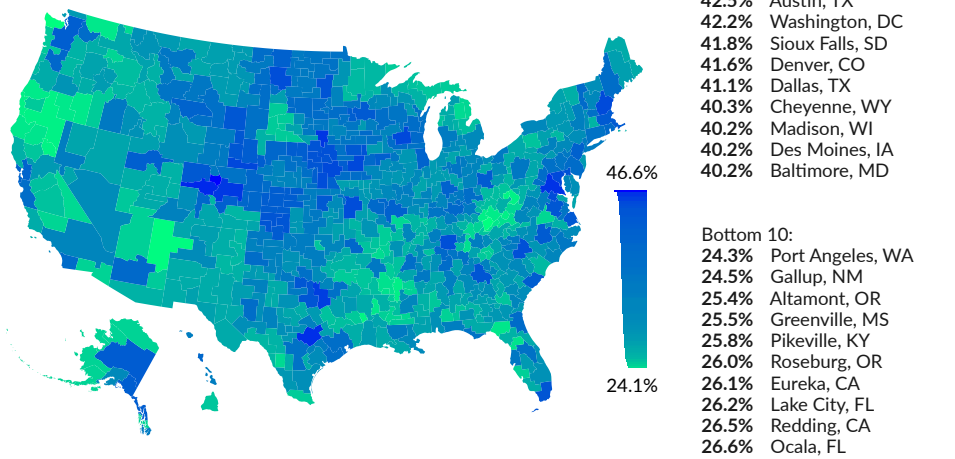 42.5% Austin, TX
42.2% Washington, DC
41.8% Sioux Falls, SD
41.6% Denver, CO
41.1% Dallas, TX
40.3% Cheyenne, WY
40.2% Madison, WI
40.2% Des Moines, IA
40.2% Baltimore, MD
46.6%
24.1%
Bottom 10:
24.3% Port Angeles, WA
24.5% Gallup, NM
25.4% Altamont, OR
25.5% Greenville, MS
25.8% Pikeville, KY
26.0% Roseburg, OR
26.1% Eureka, CA
26.2% Lake City, FL
26.5% Redding, CA
26.6% Ocala, FL